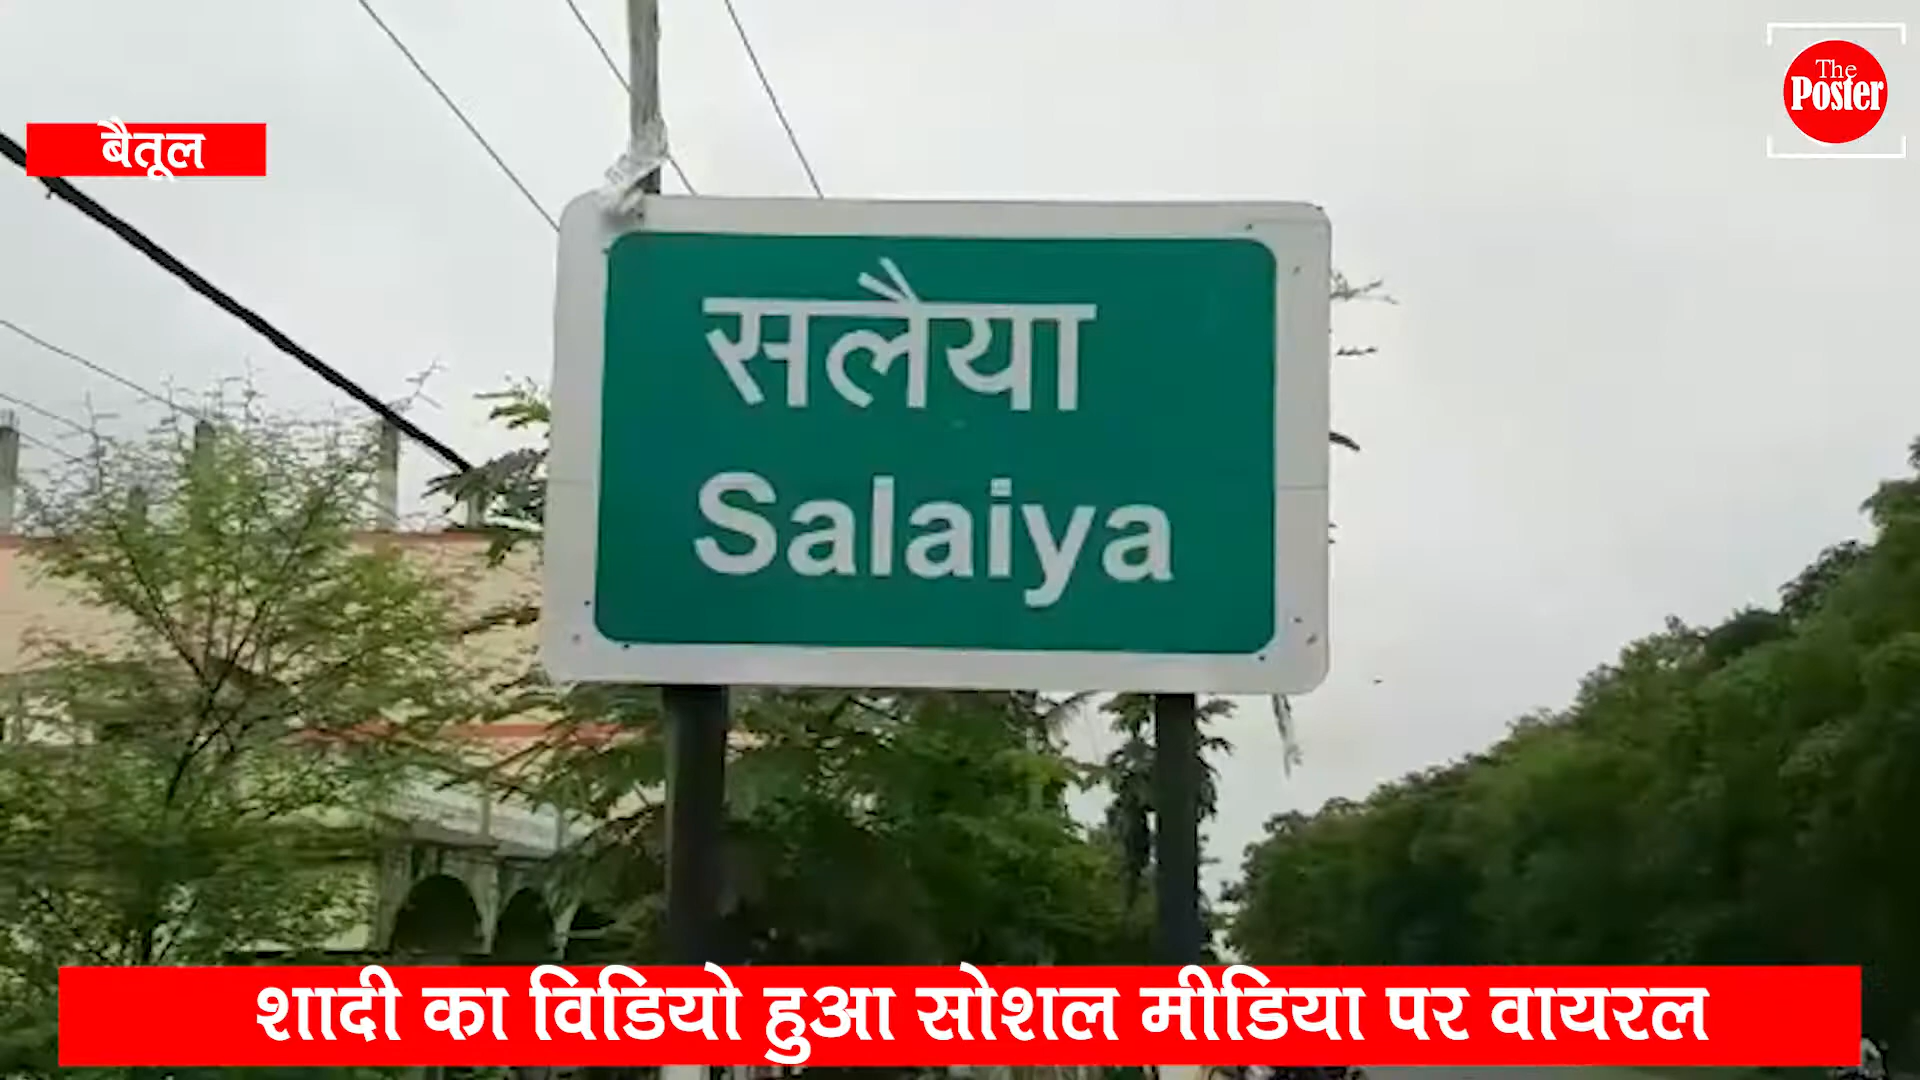 The
Poster
बैतूल
सलैया
Salaiya
शादी का विडियो हुआ सोशल मीडिया पर वायरल